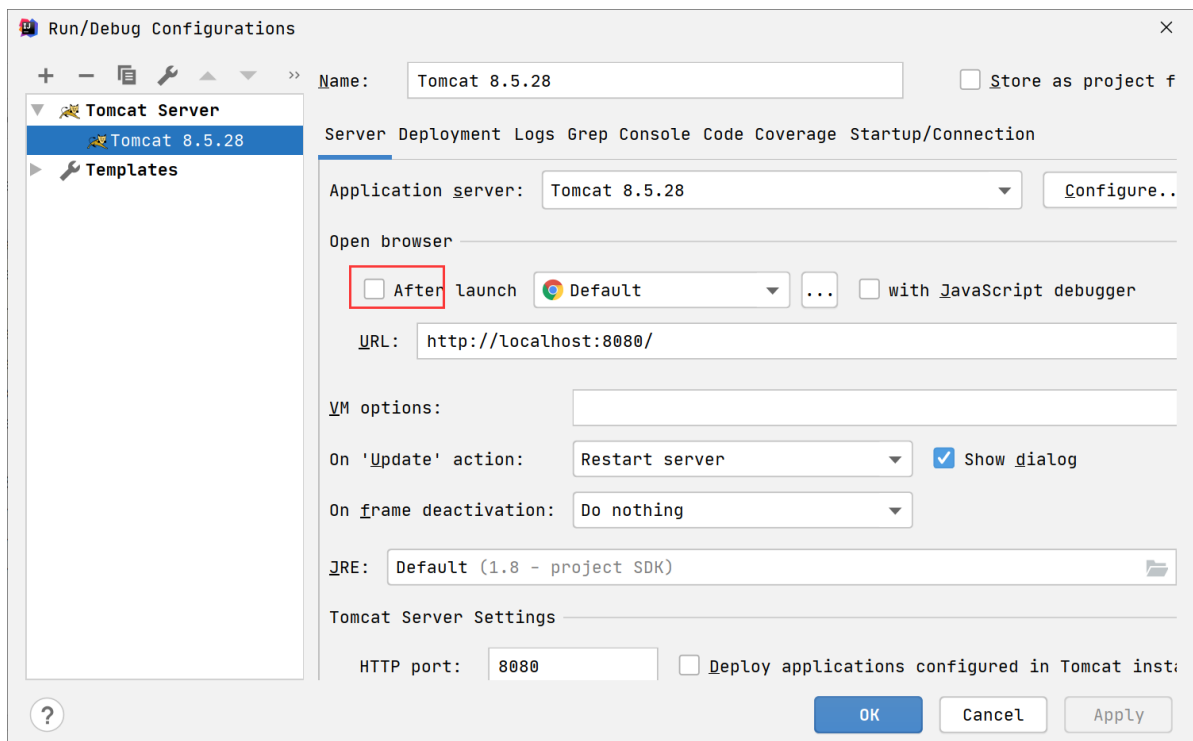 Run/Debug Configurations
Name: Tomcat 8.5.28 Store as project f
Tomcat Server
Tomcat 8.5.28
Templates
Server Deployment Logs Grep Console Code Coverage Startup/Connection
Application server: Tomcat 8.5.28 Configure..
Open browser
After launch Default ... with JavaScript debugger
URL: http://localhost:8080/
VM options:
On 'Update' action: Restart server Show dialog
On frame deactivation: Do nothing
JRE: Default (1.8 - project SDK)
Tomcat Server Settings
HTTP port: 8080 Deploy applications configured in Tomcat insta
? OK Cancel Apply